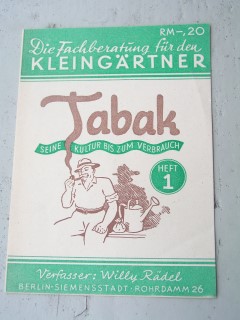 RM-,20
Die Fachberatung für den
KLEINGÄRTNER
Tabak
SEINE KULTUR BIS ZUM VERBRAUCH
HEFT
1
Verfasser: Willy Rädel
BERLIN-SIEMENSSTADT·ROHRDAMM 26